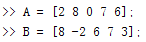 >> A = [2 8 0 7 6];
>> B = [8 -2 6 7 3];